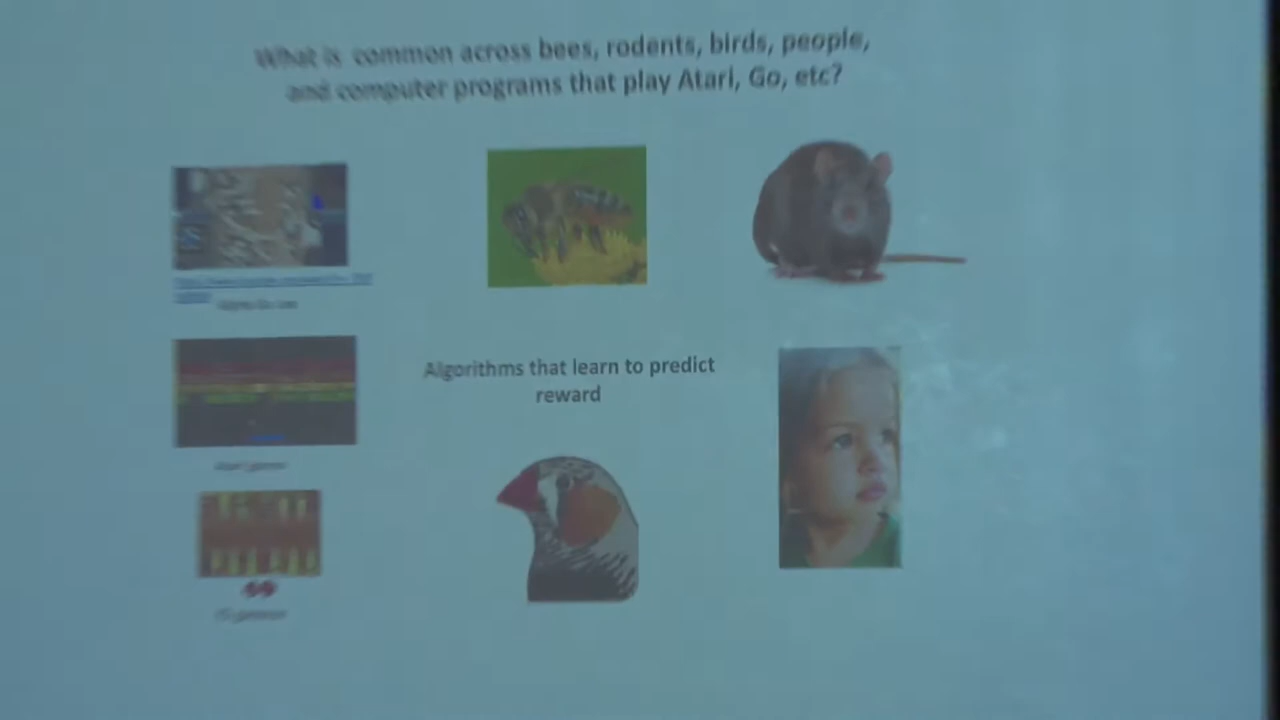 What is common across bees, rodents, birds, people,
and computer programs that play Atari, Go, etc?
Algorithms that learn to predict
reward